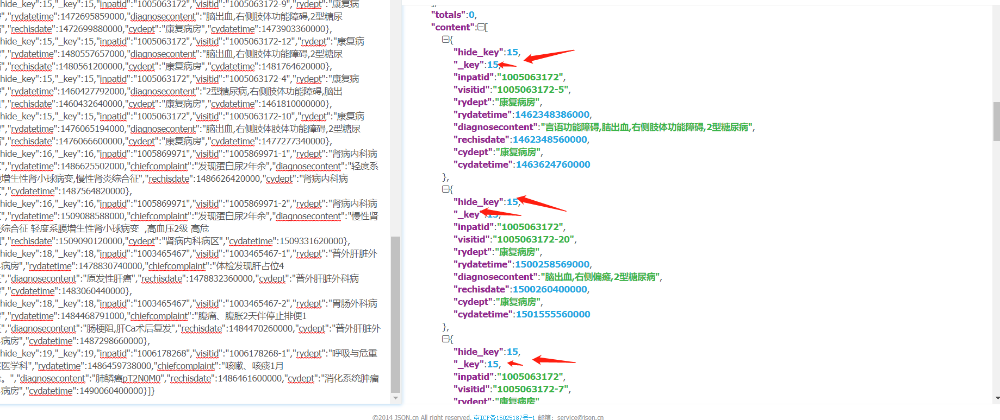 hide_key":15,"_key":15,"inpatid":"1005063172","visitid":"1005063172-9","rydept":"康复病
","rydatetime":1472695859000,"diagnosecontent":"脑出血,右侧肢体功能障碍,2型糖尿
","rechisdate":1472699880000,"cydept":"康复病房","cydatetime":1473903360000},
hide_key":15,"_key":15,"inpatid":"1005063172","visitid":"1005063172-12","rydept":"康复病
","rydatetime":1480557657000,"diagnosecontent":"脑出血,右侧肢体功能障碍,2型糖尿
","rechisdate":1480561200000,"cydept":"康复病房","cydatetime":1481764620000},
hide_key":15,"_key":15,"inpatid":"1005063172","visitid":"1005063172-4","rydept":"康复病
","rydatetime":1460427792000,"diagnosecontent":"2型糖尿病,右侧肢体功能障碍,脑出
","rechisdate":1460432640000,"cydept":"康复病房","cydatetime":1461810000000},
hide_key":15,"_key":15,"inpatid":"1005063172","visitid":"1005063172-10","rydept":"康复病
","rydatetime":1476065194000,"diagnosecontent":"脑出血,右侧肢体肢体功能障碍,2型糖尿
","rechisdate":1476066600000,"cydept":"康复病房","cydatetime":1477277340000},
hide_key":16,"_key":16,"inpatid":"1005869971","visitid":"1005869971-1","rydept":"肾病内科病
","rydatetime":1486625502000,"chiefcomplaint":"发现蛋白尿2年余","diagnosecontent":"轻度系
膜增生性肾小球病变,慢性肾炎综合征","rechisdate":1486626420000,"cydept":"肾病内科病
","cydatetime":1487564820000},
hide_key":16,"_key":16,"inpatid":"1005869971","visitid":"1005869971-2","rydept":"肾病内科病
","rydatetime":1509088588000,"chiefcomplaint":"发现蛋白尿2年余","diagnosecontent":"慢性肾
综合征 轻度系膜增生性肾小球病变 ,高血压2级 高危
","rechisdate":1509090120000,"cydept":"肾病内科病区","cydatetime":1509331620000},
hide_key":18,"_key":18,"inpatid":"1003465467","visitid":"1003465467-1","rydept":"普外肝脏外
病房","rydatetime":1478830740000,"chiefcomplaint":"体检发现肝占位4
","diagnosecontent":"原发性肝癌","rechisdate":1478832360000,"cydept":"普外肝脏外科病
","cydatetime":1483060440000},
hide_key":18,"_key":18,"inpatid":"1003465467","visitid":"1003465467-2","rydept":"胃肠外科病
","rydatetime":1484468791000,"chiefcomplaint":"腹痛、腹胀2天伴停止排便1
","diagnosecontent":"肠梗阻,肝Ca术后复发","rechisdate":1484470260000,"cydept":"普外肝脏外
病房","cydatetime":1487298660000},
hide_key":19,"_key":19,"inpatid":"1006178268","visitid":"1006178268-1","rydept":"呼吸与危重
医学科","rydatetime":1486459738000,"chiefcomplaint":"咳嗽、咳痰1月
。","diagnosecontent":"肺鳞癌pT2N0M0","rechisdate":1486461600000,"cydept":"消化系统肿瘤
病房","cydatetime":1490060400000}]}
],
"totals":0,
"content":[
{
"hide_key":15,
"_key":15,
"inpatid":"1005063172",
"visitid":"1005063172-5",
"rydept":"康复病房",
"rydatetime":1462348386000,
"diagnosecontent":"言语功能障碍,脑出血,右侧肢体功能障碍,2型糖尿病",
"rechisdate":1462348560000,
"cydept":"康复病房",
"cydatetime":1463624760000
},
{
"hide_key":15,
"_key":15,
"inpatid":"1005063172",
"visitid":"1005063172-20",
"rydept":"康复病房",
"rydatetime":1500258569000,
"diagnosecontent":"脑出血,右侧偏瘫,2型糖尿病",
"rechisdate":1500260400000,
"cydept":"康复病房",
"cydatetime":1501555560000
},
{
"hide_key":15,
"_key":15,
"inpatid":"1005063172",
"visitid":"1005063172-7",
"rydept":"康复病房"
©2014 JSON.cn All right reserved. 京ICP备15025187号-1 邮箱：service@json.cn